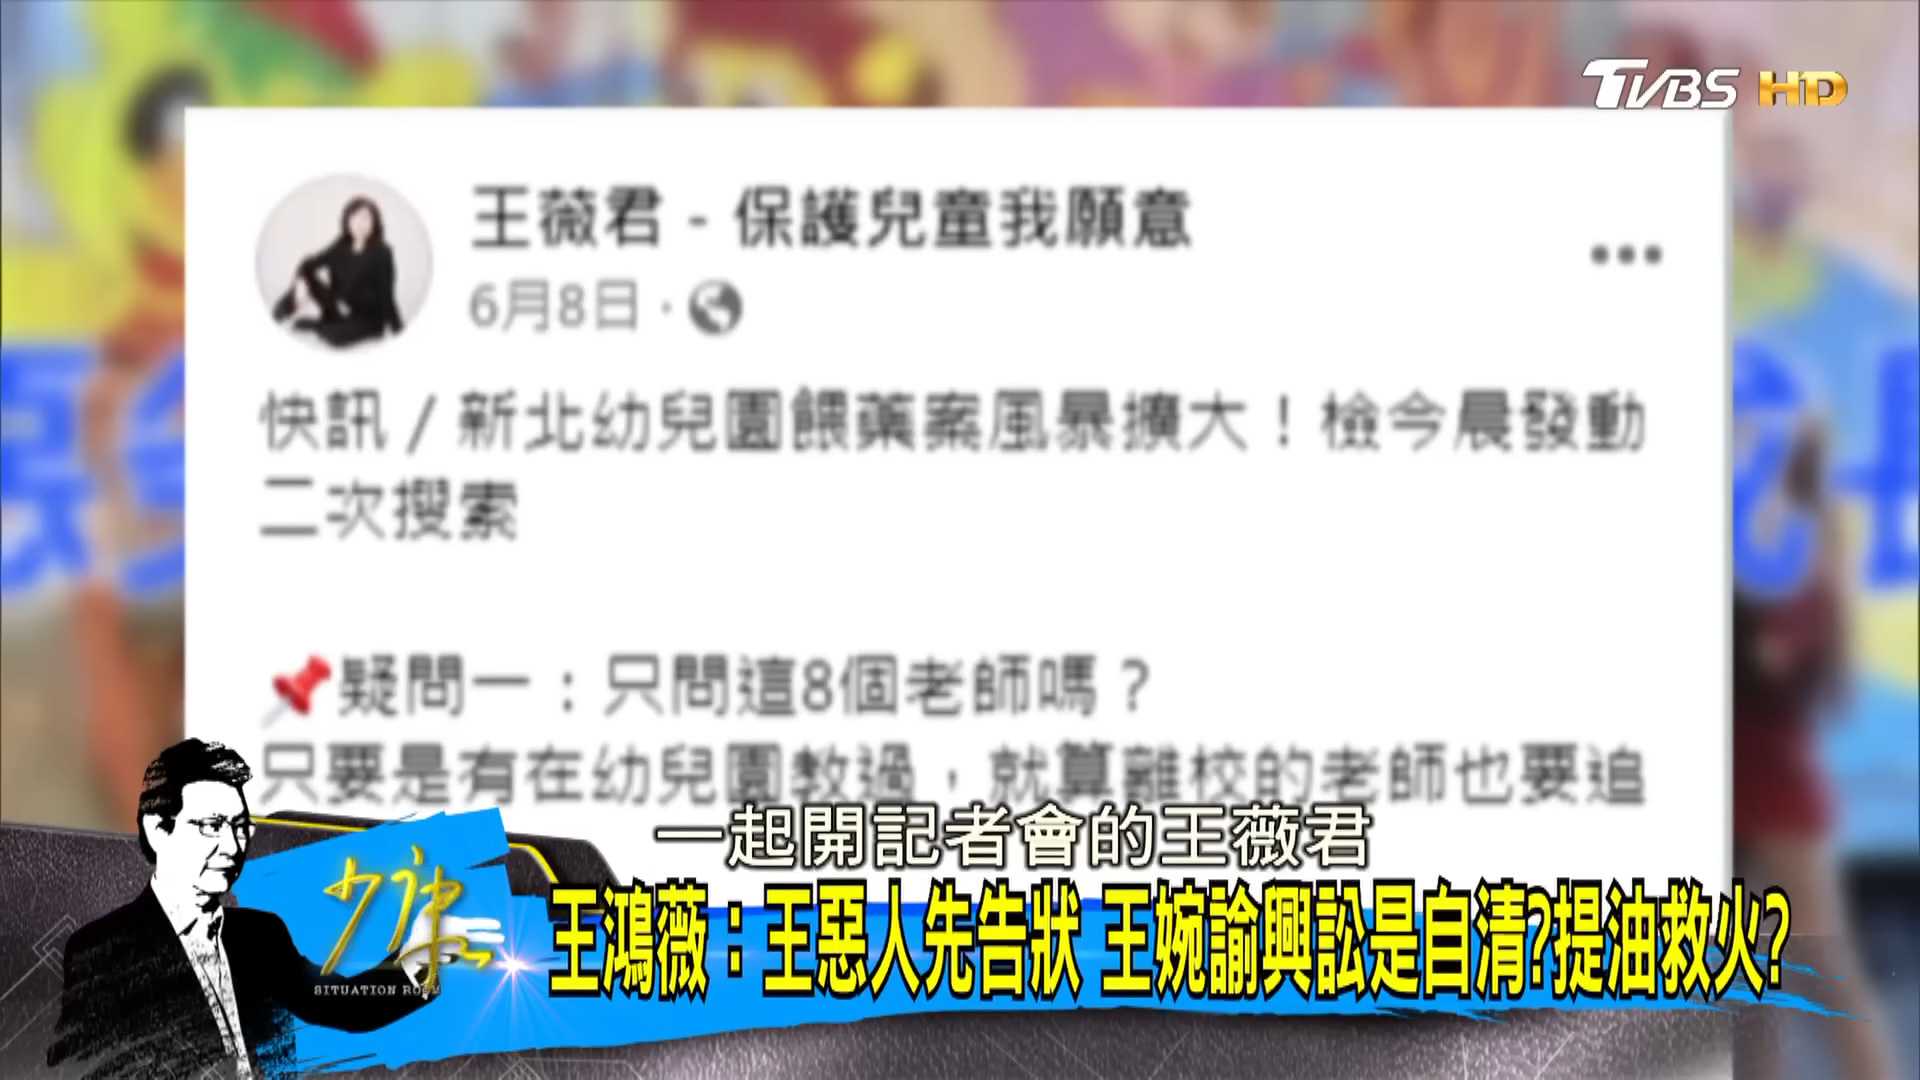 TVBS HD
王薇君 - 保護兒童我願意
6月8日 ·
快訊 / 新北幼兒園餵藥案風暴擴大！檢今晨發動
二次搜索
📌疑問一：只問這8個老師嗎？
只要是有在幼兒園教過，就算離校的老師也要追
一起開記者會的王薇君
少康
SITUATION ROOM
王鴻薇：王惡人先告狀 王婉諭興訟是自清?提油救火?